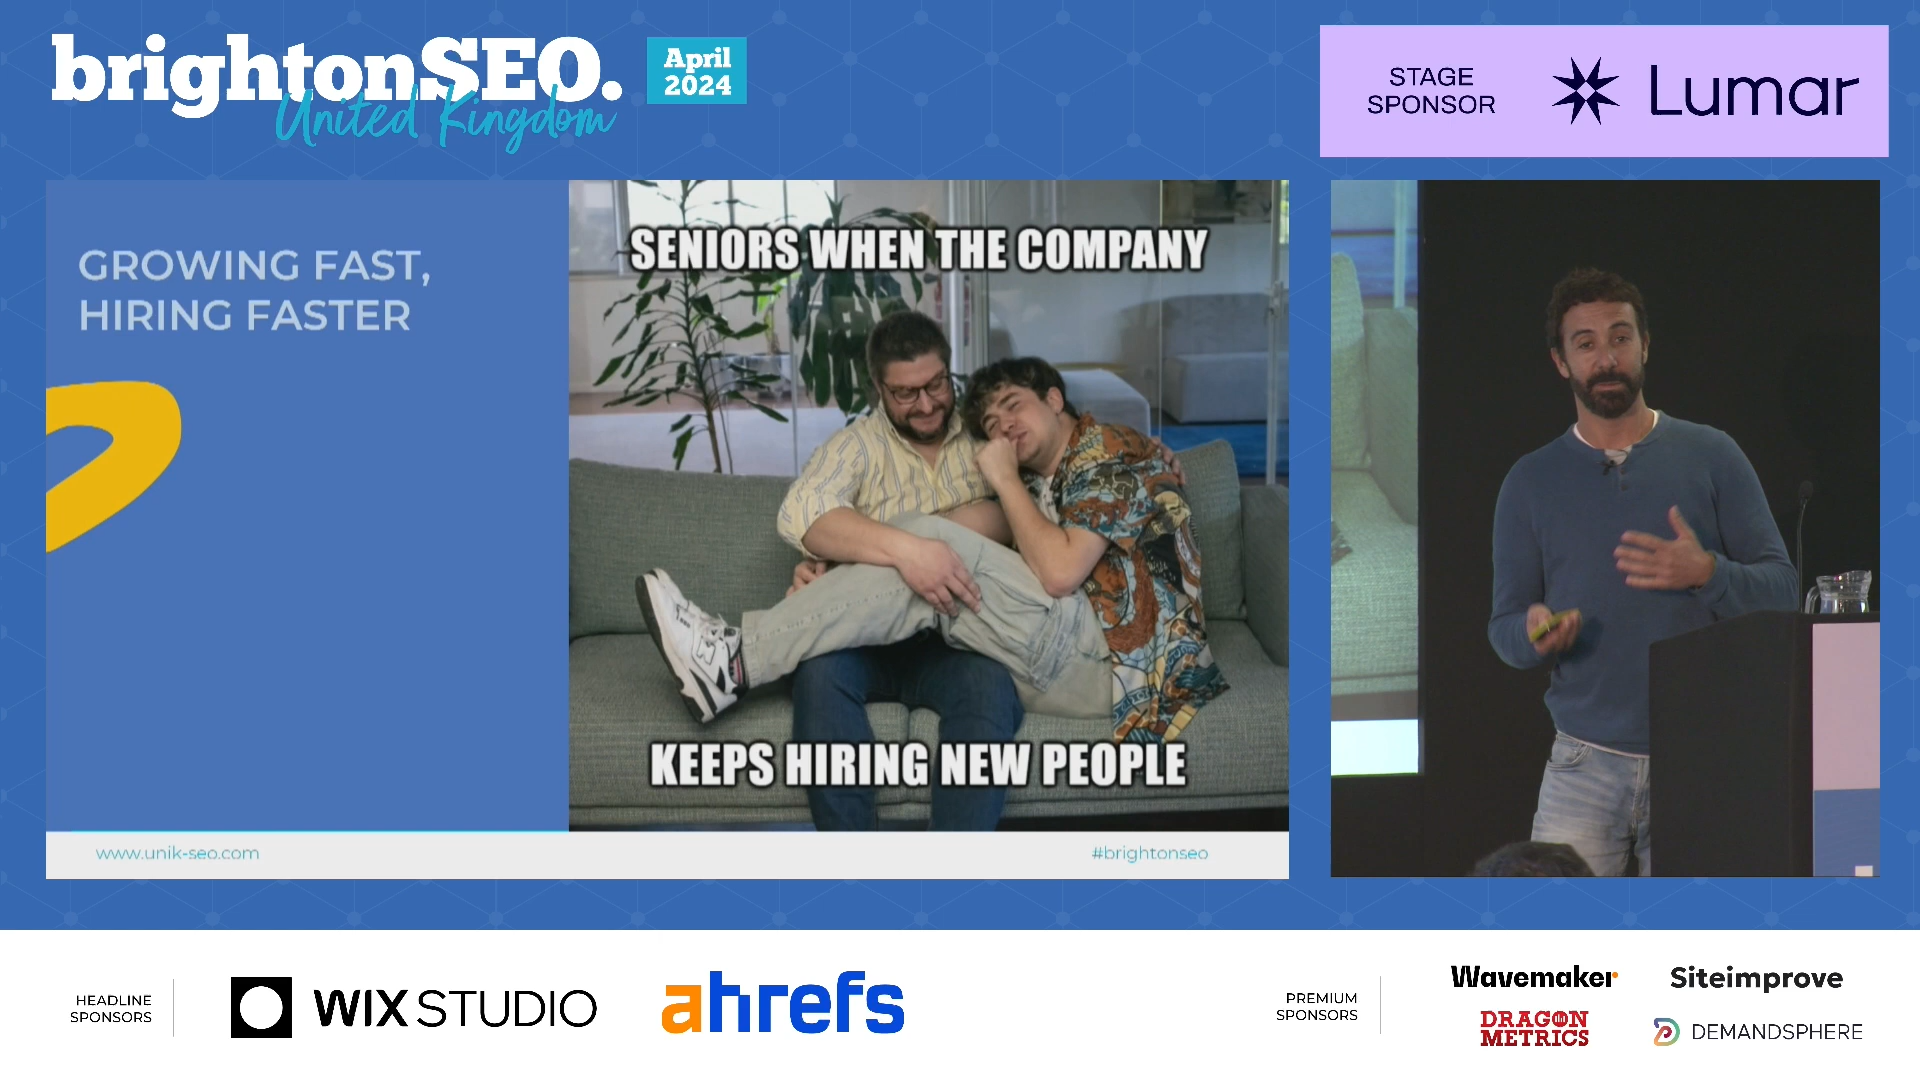 brightonSEO.
United Kingdom
April
2024
STAGE
SPONSOR
Lumar
GROWING FAST,
HIRING FASTER
SENIORS WHEN THE COMPANY
KEEPS HIRING NEW PEOPLE
www.unik-seo.com
#brightonseo
HEADLINE
SPONSORS
WIX STUDIO
ahrefs
PREMIUM
SPONSORS
Wavemaker
Siteimprove
DRAGON
METRICS
DEMANDSPHERE